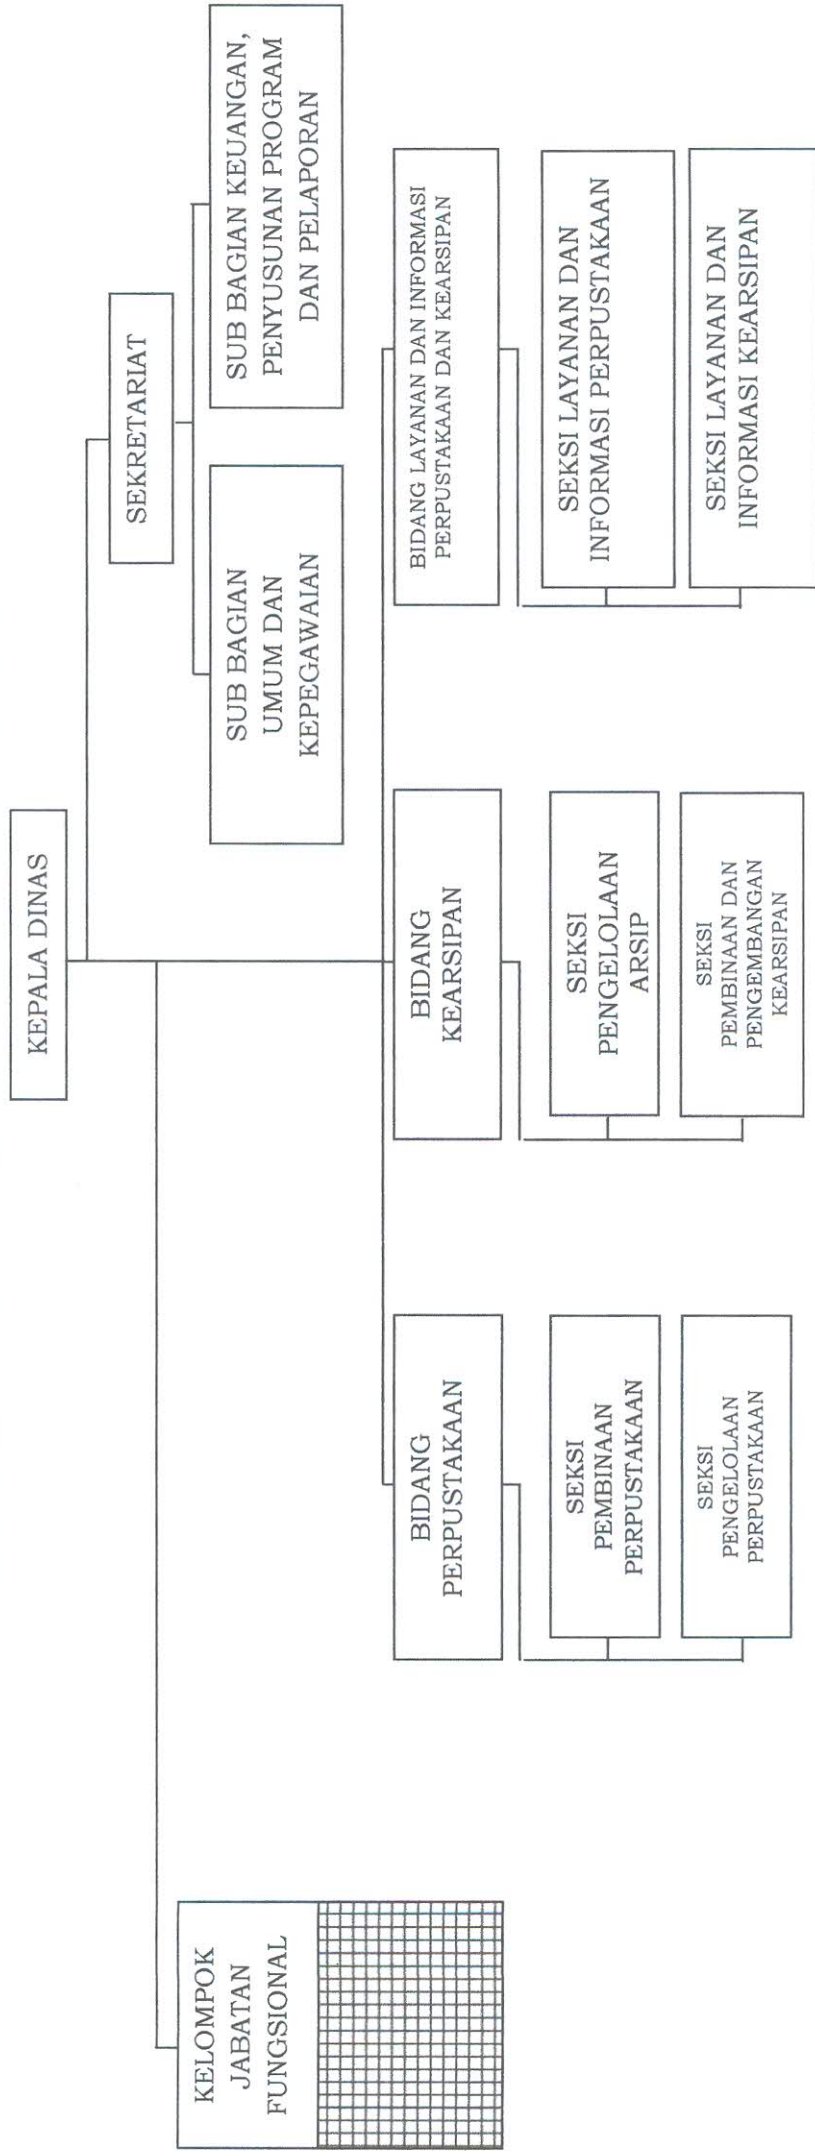 KEPALA DINAS
SEKRETARIAT
SUB BAGIAN
UMUM DAN
KEPEGAWAIAN
SUB BAGIAN KEUANGAN,
PENYUSUNAN PROGRAM
DAN PELAPORAN
KELOMPOK
JABATAN
FUNGSIONAL
BIDANG
PERPUSTAKAAN
SEKSI
PEMBINAAN
PERPUSTAKAAN
SEKSI
PENGELOLAAN
PERPUSTAKAAN
BIDANG
KEARSIPAN
SEKSI
PENGELOLAAN
ARSIP
SEKSI
PEMBINAAN DAN
PENGEMBANGAN
KEARSIPAN
BIDANG LAYANAN DAN INFORMASI
PERPUSTAKAAN DAN KEARSIPAN
SEKSI LAYANAN DAN
INFORMASI PERPUSTAKAAN
SEKSI LAYANAN DAN
INFORMASI KEARSIPAN